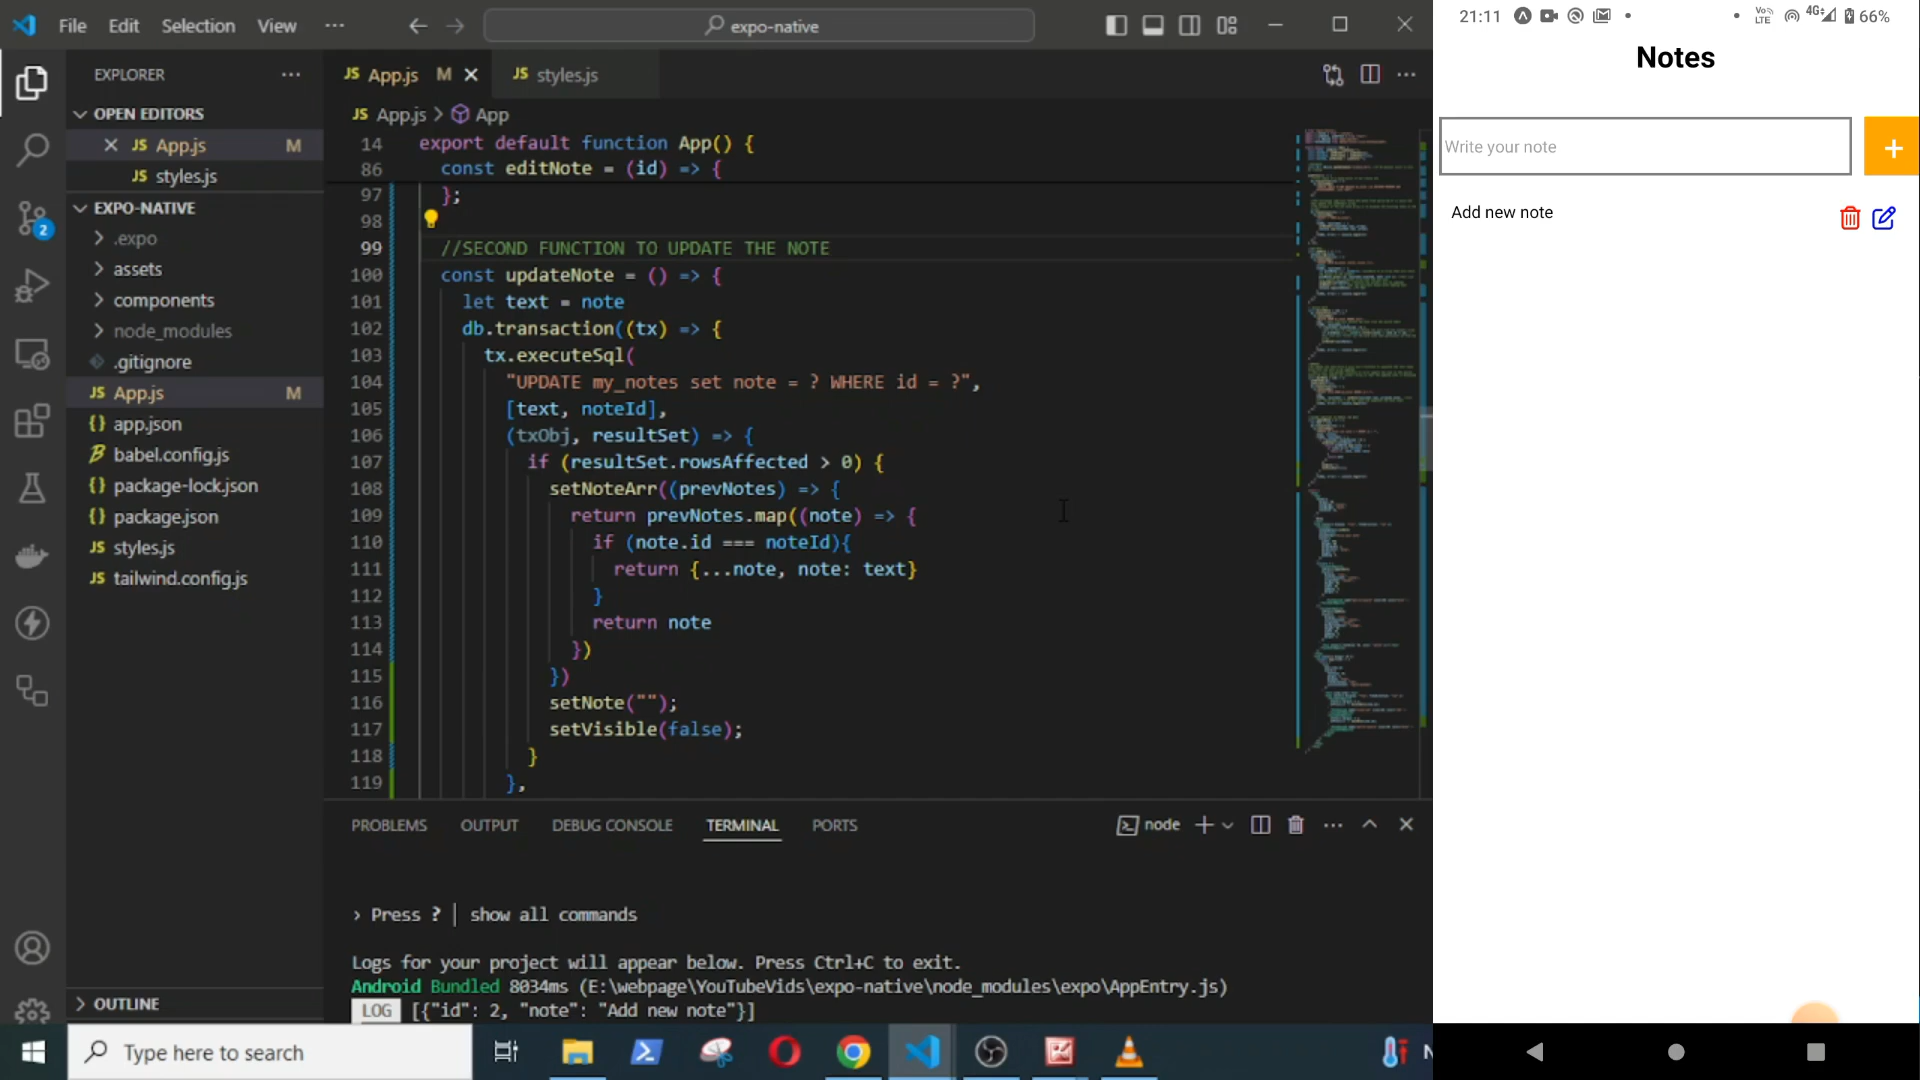 File Edit Selection View ... expo-native
EXPLORER
OPEN EDITORS
App.js M
styles.js
EXPO-NATIVE
.expo
assets
components
node_modules
.gitignore
App.js M
app.json
babel.config.js
package-lock.json
package.json
styles.js
tailwind.config.js
OUTLINE
2
JS App.js M
JS styles.js
JS App.js > App
14 export default function App() {
86 const editNote = (id) => {
97 };
98
99 //SECOND FUNCTION TO UPDATE THE NOTE
100 const updateNote = () => {
101 let text = note
102 db.transaction((tx) => {
103 tx.executeSql(
104 "UPDATE my_notes set note = ? WHERE id = ?",
105 [text, noteId],
106 (txObj, resultSet) => {
107 if (resultSet.rowsAffected > 0) {
108 setNoteArr((prevNotes) => {
109 return prevNotes.map((note) => {
110 if (note.id === noteId){
111 return {...note, note: text}
112 }
113 return note
114 })
115 })
116 setNote("");
117 setVisible(false);
118 }
119 },
PROBLEMS OUTPUT DEBUG CONSOLE TERMINAL PORTS
node
› Press ? │ show all commands
Logs for your project will appear below. Press Ctrl+C to exit.
Android Bundled 8034ms (E:\webpage\YouTubeVids\expo-native\node_modules\expo\AppEntry.js)
LOG [{"id": 2, "note": "Add new note"}]
Type here to search
21:11
Vo LTE 4G 66%
Notes
Write your note
+
Add new note